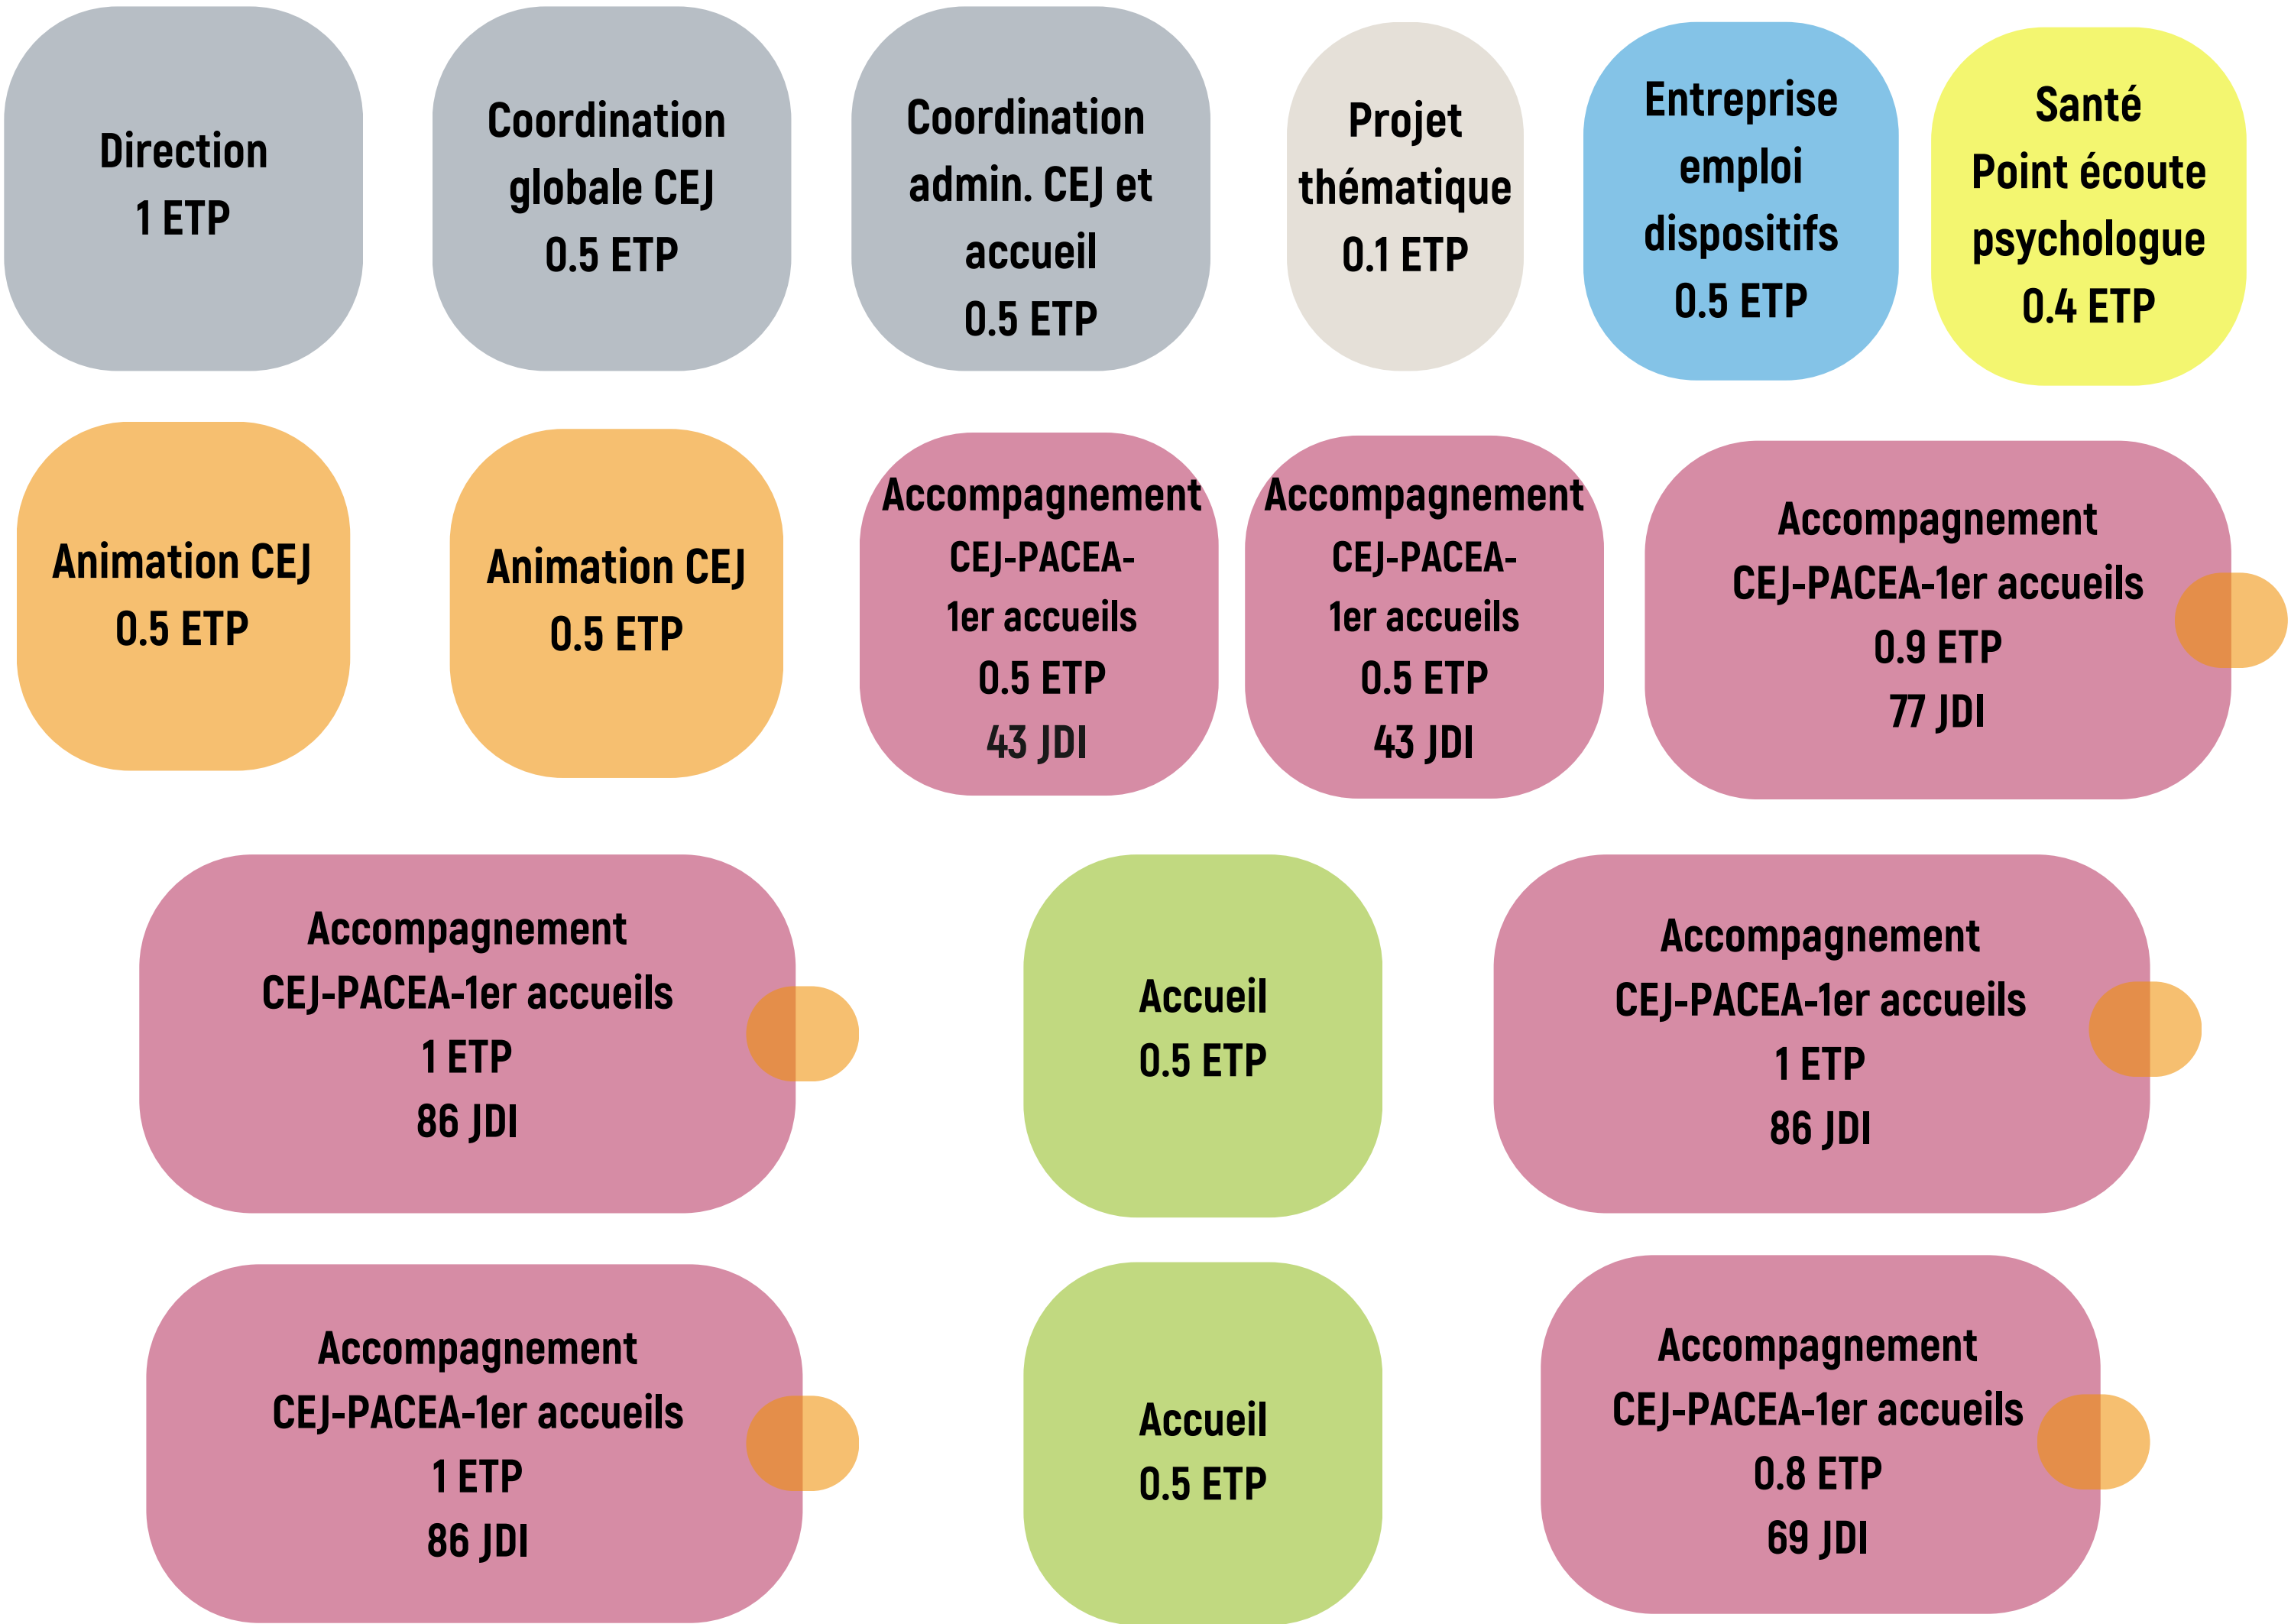 Direction
1 ETP
Coordination
globale CEJ
0.5 ETP
Coordination
admin. CEJ et
accueil
0.5 ETP
Projet
thématique
0.1 ETP
Entreprise
emploi
dispositifs
0.5 ETP
Santé
Point écoute
psychologue
0.4 ETP
Animation CEJ
0.5 ETP
Animation CEJ
0.5 ETP
Accompagnement
CEJ-PACEA-
1er accueils
0.5 ETP
43 JDI
Accompagnement
CEJ-PACEA-
1er accueils
0.5 ETP
43 JDI
Accompagnement
CEJ-PACEA-1er accueils
0.9 ETP
77 JDI
Accompagnement
CEJ-PACEA-1er accueils
1 ETP
86 JDI
Accueil
0.5 ETP
Accompagnement
CEJ-PACEA-1er accueils
1 ETP
86 JDI
Accompagnement
CEJ-PACEA-1er accueils
1 ETP
86 JDI
Accueil
0.5 ETP
Accompagnement
CEJ-PACEA-1er accueils
0.8 ETP
69 JDI